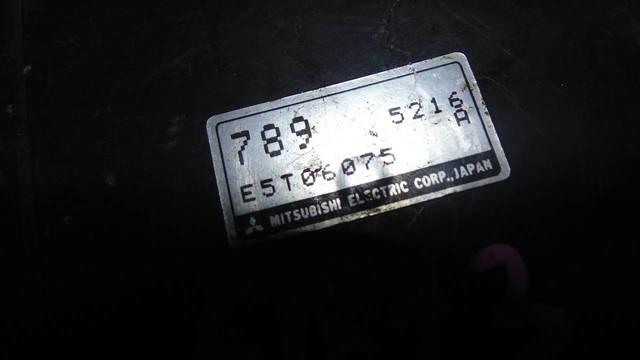 789 5216
A
E5T06075
MITSUBISHI ELECTRIC CORP., JAPAN